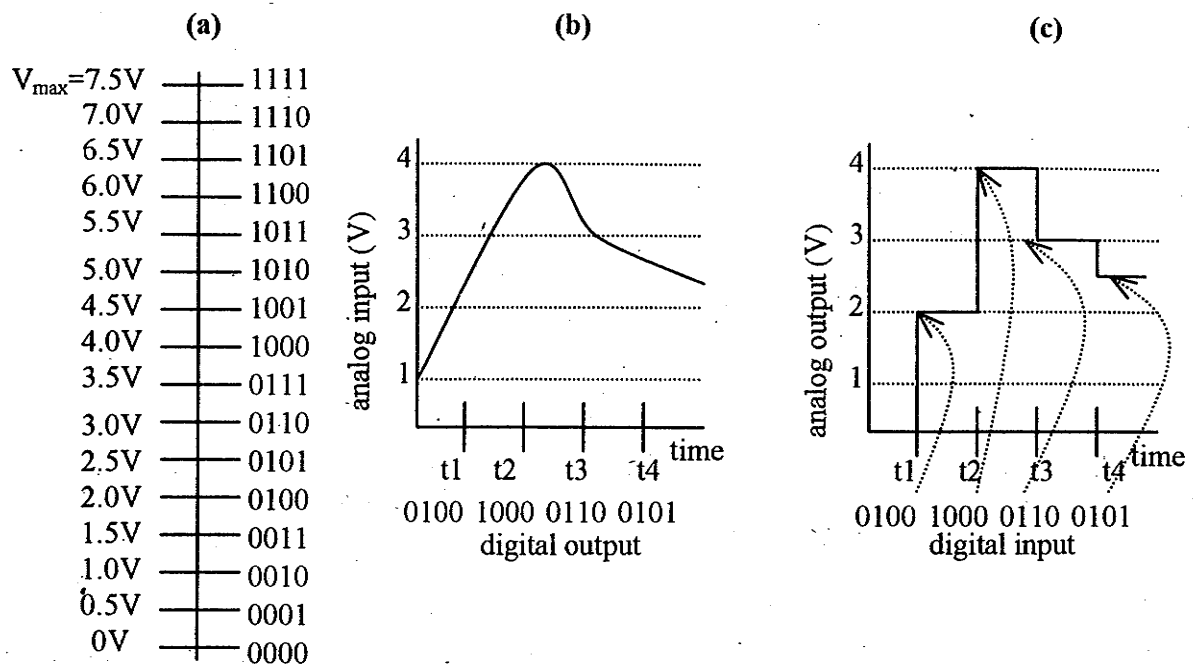 (a)
V_max=7.5V 1111
7.0V 1110
6.5V 1101
6.0V 1100
5.5V 1011
5.0V 1010
4.5V 1001
4.0V 1000
3.5V 0111
3.0V 0110
2.5V 0101
2.0V 0100
1.5V 0011
1.0V 0010
0.5V 0001
0V 0000
(b)
analog input (V)
4
3
2
1
time
t1 t2 t3 t4
0100 1000 0110 0101
digital output
(c)
analog output (V)
4
3
2
1
time
t1 t2 t3 t4
0100 1000 0110 0101
digital input